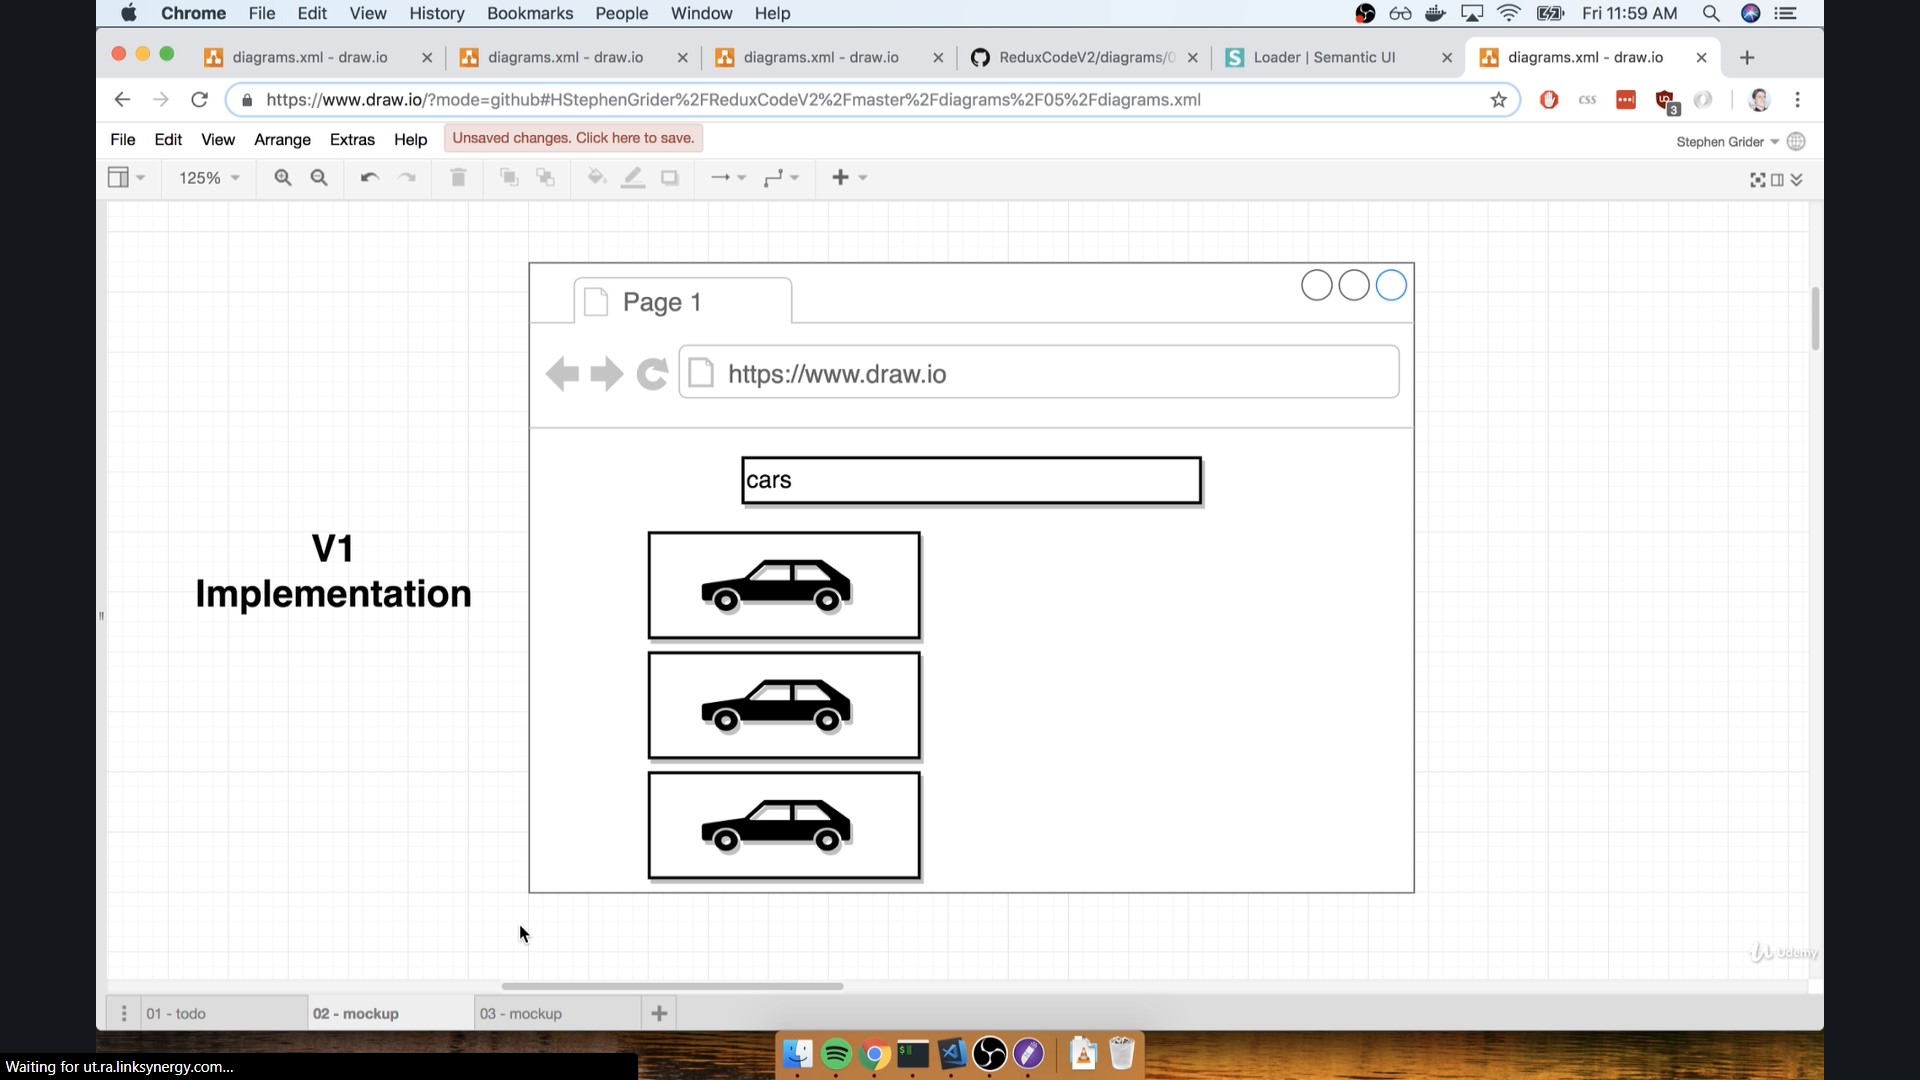 Chrome File Edit View History Bookmarks People Window Help Fri 11:59 AM
diagrams.xml - draw.io diagrams.xml - draw.io diagrams.xml - draw.io ReduxCodeV2/diagrams/0 Loader | Semantic UI diagrams.xml - draw.io
https://www.draw.io/?mode=github#HStephenGrider%2FReduxCodeV2%2Fmaster%2Fdiagrams%2F05%2Fdiagrams.xml css 3
File Edit View Arrange Extras Help Unsaved changes. Click here to save. Stephen Grider
125%
Page 1
https://www.draw.io
cars
V1
Implementation
Udemy
01 - todo 02 - mockup 03 - mockup
Waiting for ut.ra.linksynergy.com...